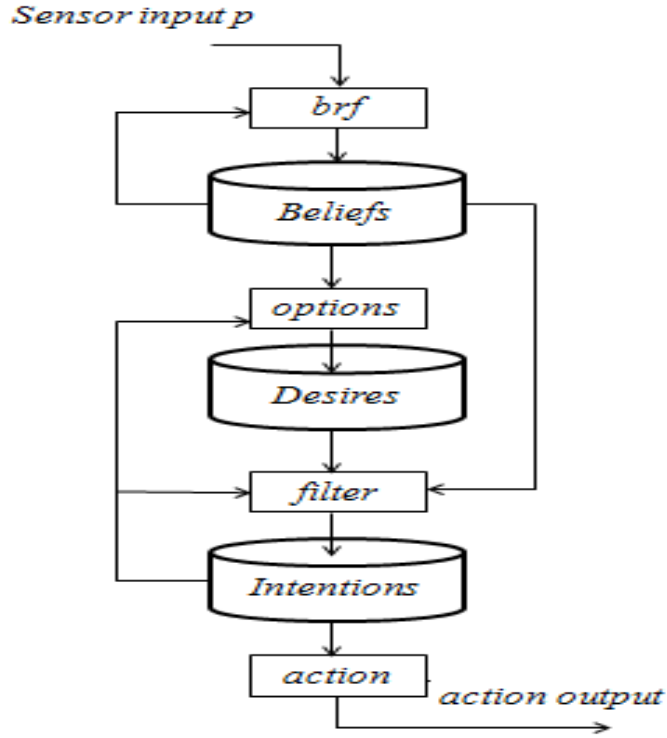 Sensor input p
brf
Beliefs
options
Desires
filter
Intentions
action
action output